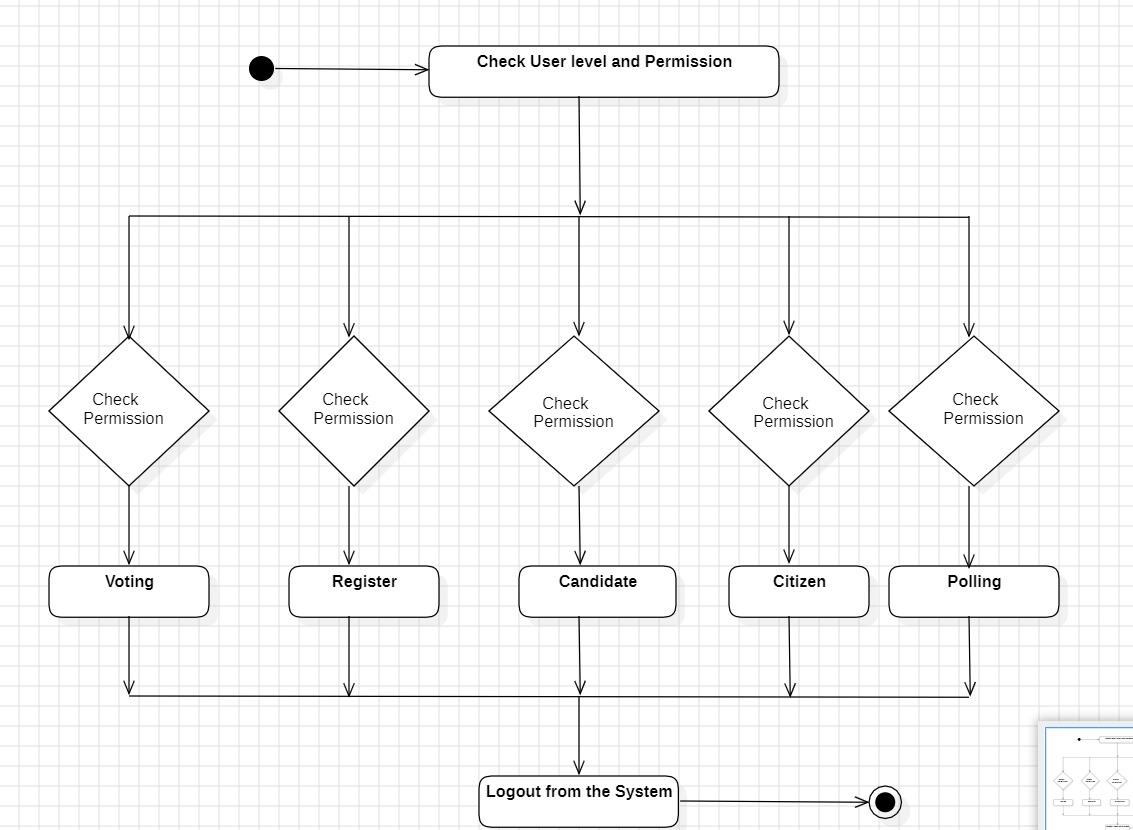 Check User level and Permission
Check
Permission
Check
Permission
Check
Permission
Check
Permission
Check
Permission
Voting
Register
Candidate
Citizen
Polling
Logout from the System